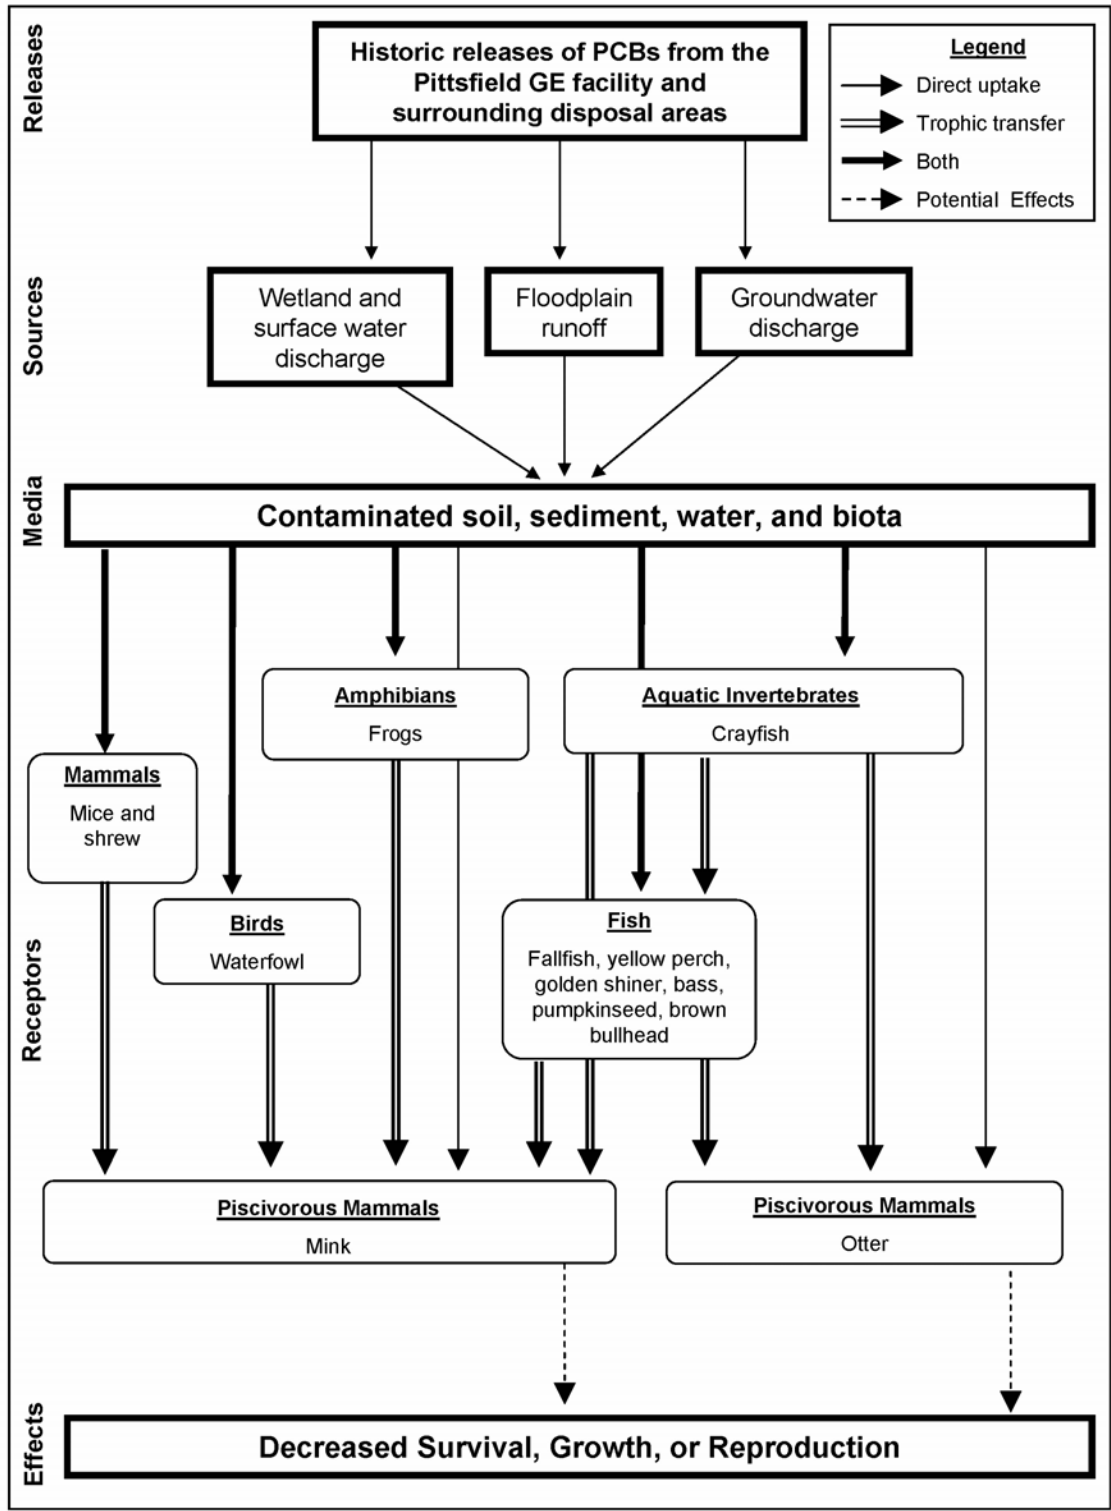 Releases
Historic releases of PCBs from the
Pittsfield GE facility and
surrounding disposal areas
Legend
Direct uptake
Trophic transfer
Both
Potential Effects
Sources
Wetland and
surface water
discharge
Floodplain
runoff
Groundwater
discharge
Media
Contaminated soil, sediment, water, and biota
Receptors
Amphibians
Frogs
Aquatic Invertebrates
Crayfish
Mammals
Mice and
shrew
Birds
Waterfowl
Fish
Fallfish, yellow perch,
golden shiner, bass,
pumpkinseed, brown
bullhead
Piscivorous Mammals
Mink
Piscivorous Mammals
Otter
Effects
Decreased Survival, Growth, or Reproduction